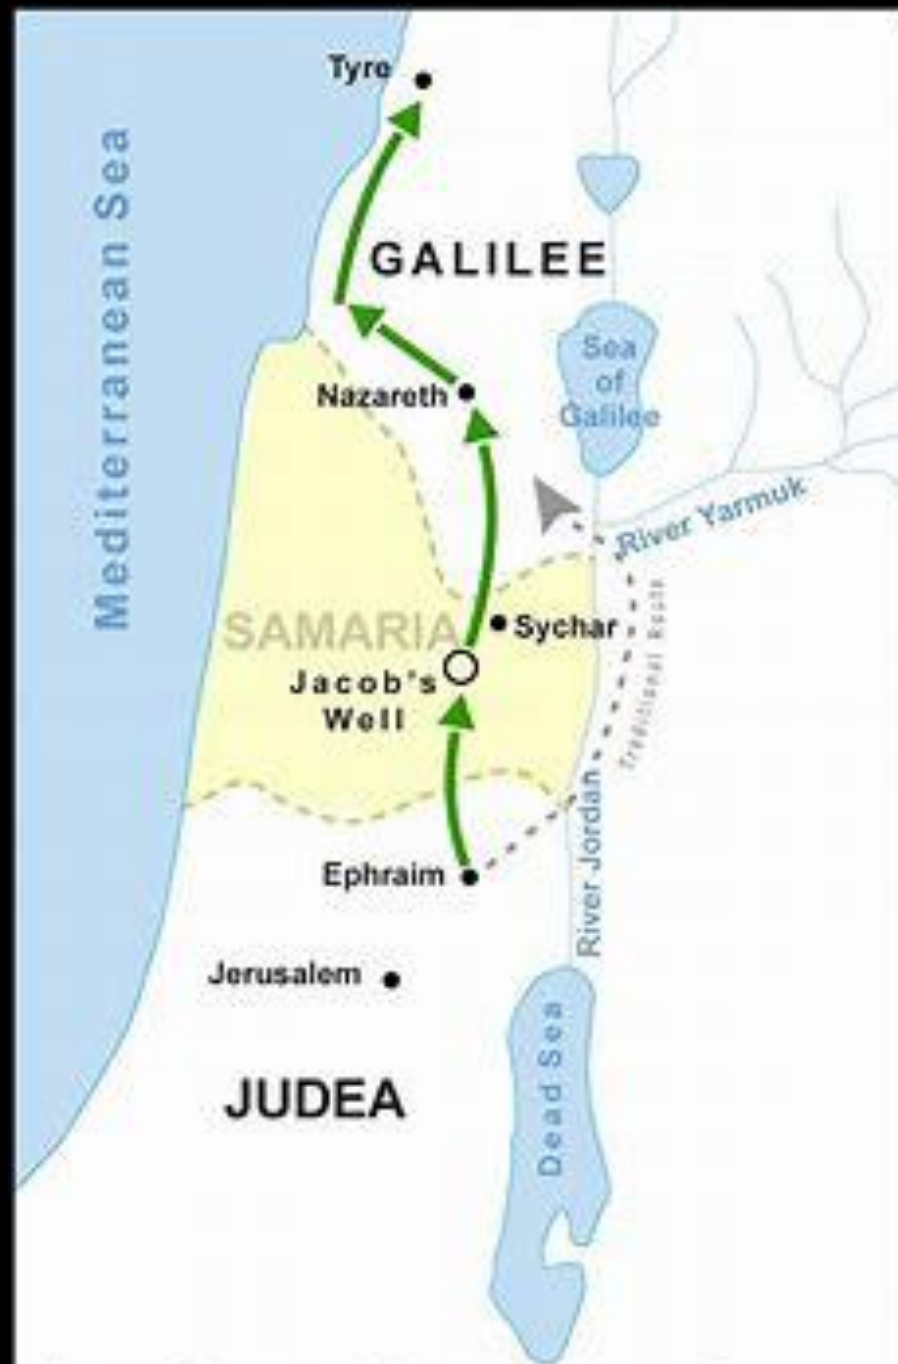 Tyre
Mediterranean Sea
GALILEE
Sea
of
Galilee
Nazareth
River Yarmuk
SAMARIA
Sychar
Traditional Route
Jacob's
Well
River Jordan
Ephraim
Jerusalem
Dead Sea
JUDEA